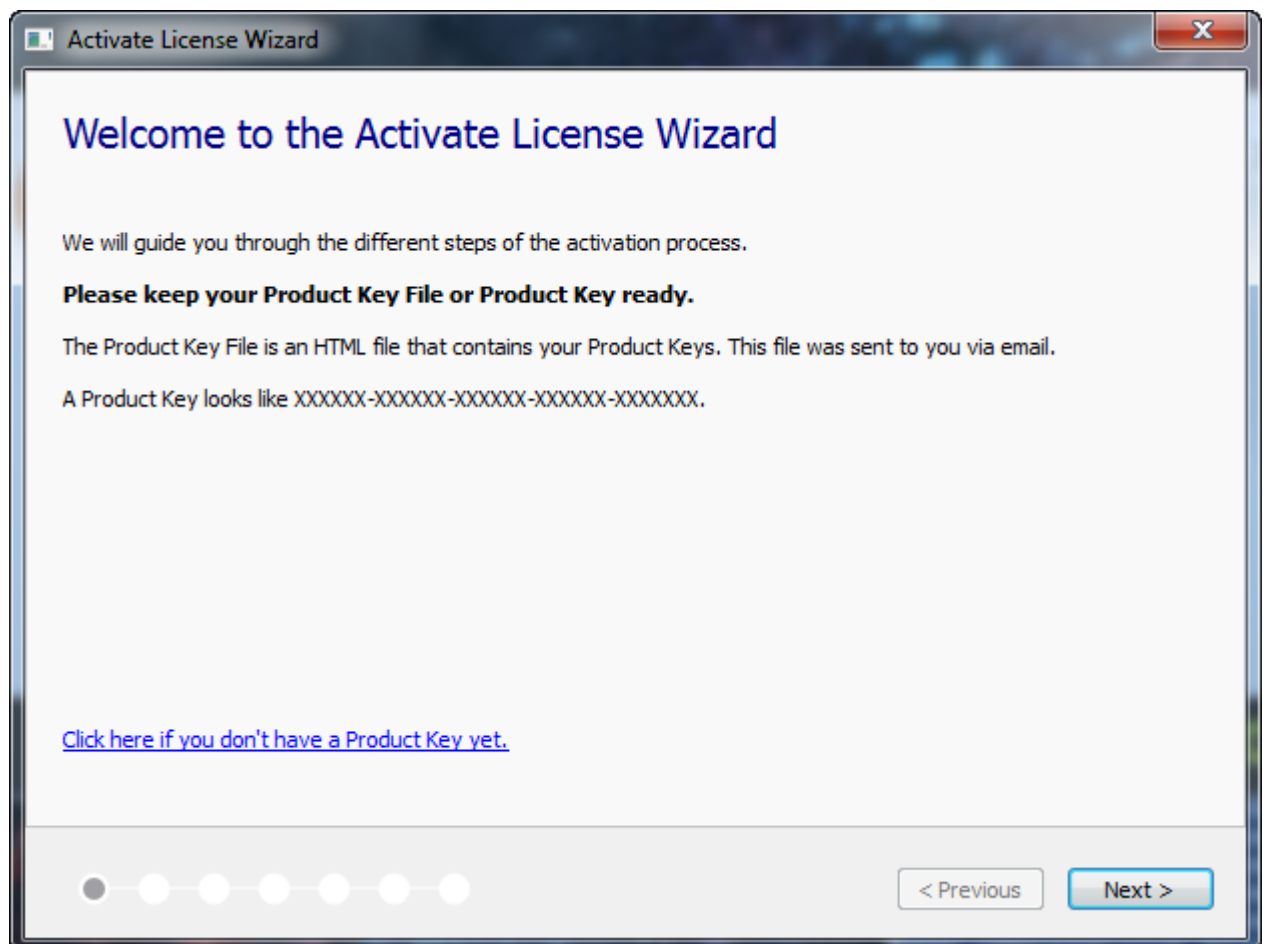 Activate License Wizard
X
Welcome to the Activate License Wizard
We will guide you through the different steps of the activation process.
Please keep your Product Key File or Product Key ready.
The Product Key File is an HTML file that contains your Product Keys. This file was sent to you via email.
A Product Key looks like XXXXXX-XXXXXX-XXXXXX-XXXXXX-XXXXXXX.
Click here if you don't have a Product Key yet.
< Previous
Next >